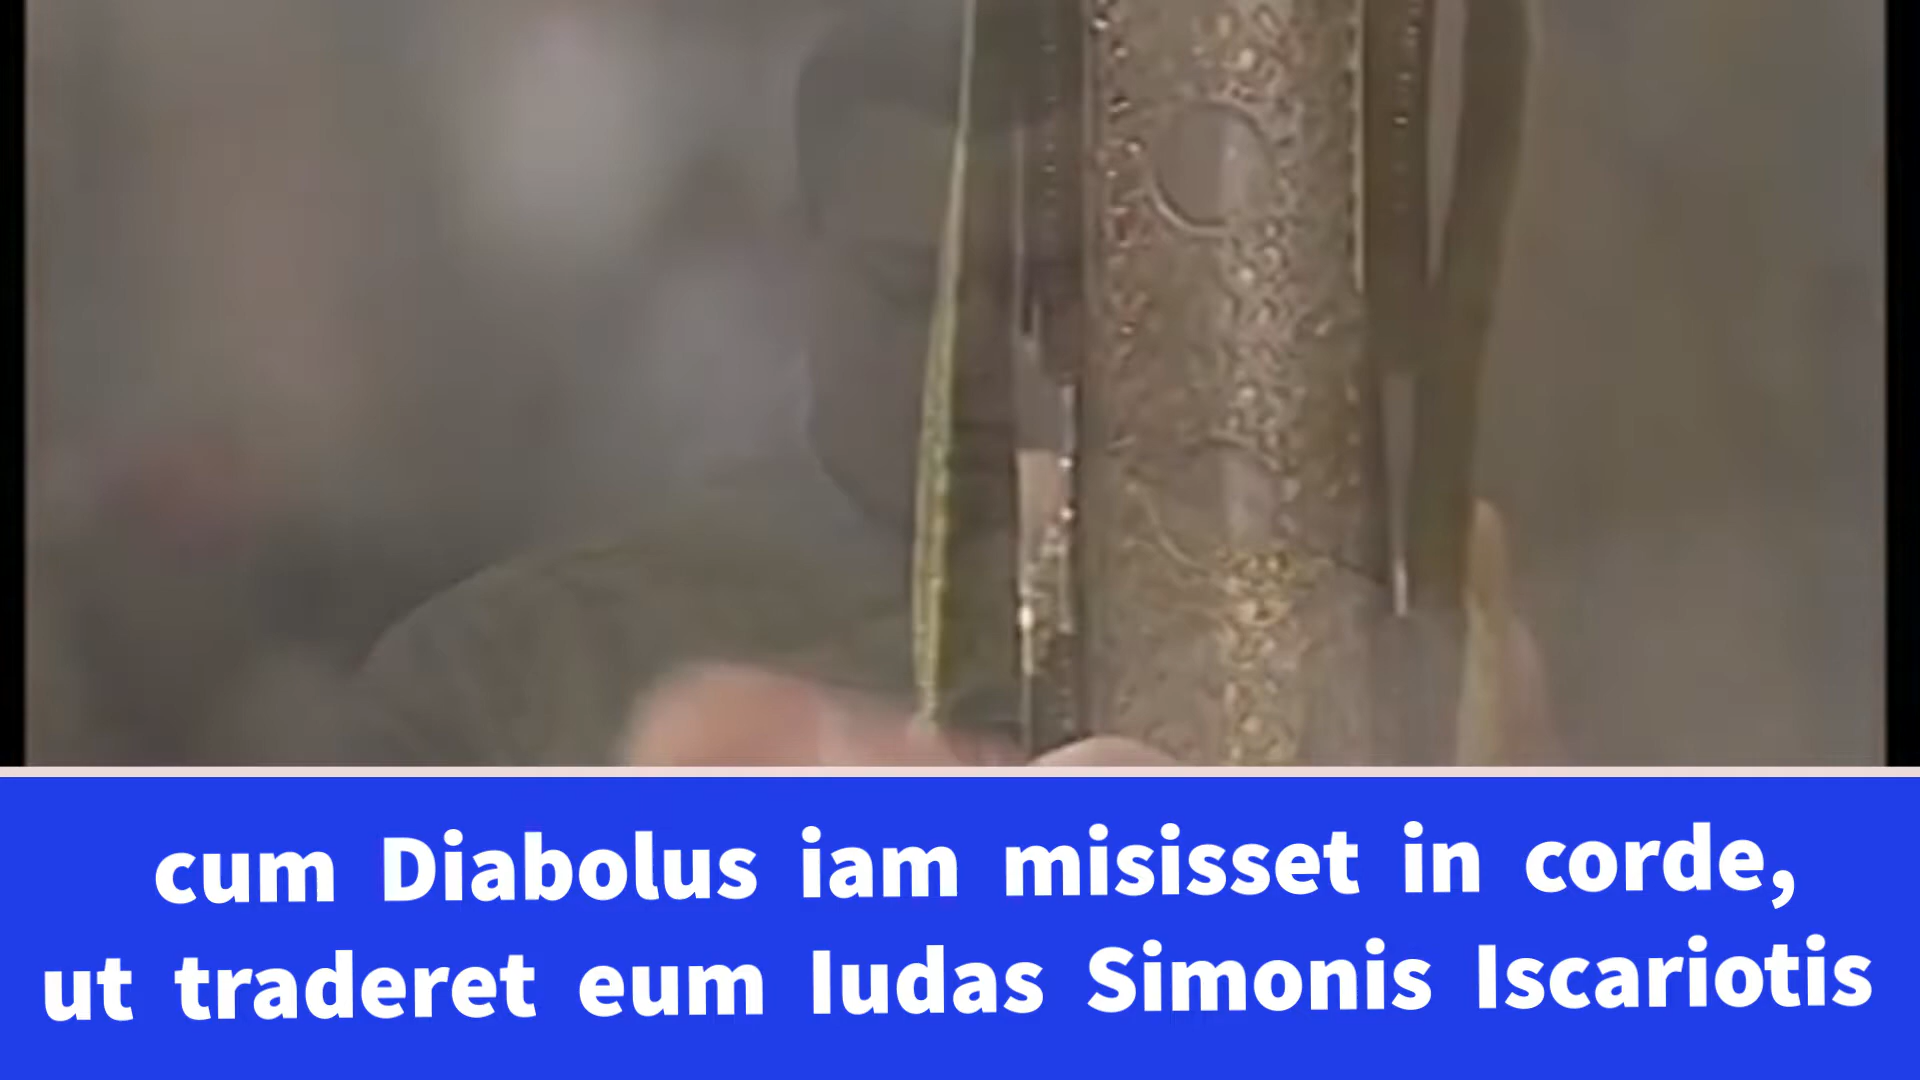 cum Diabolus iam misisset in corde,
ut traderet eum Iudas Simonis Iscariotis